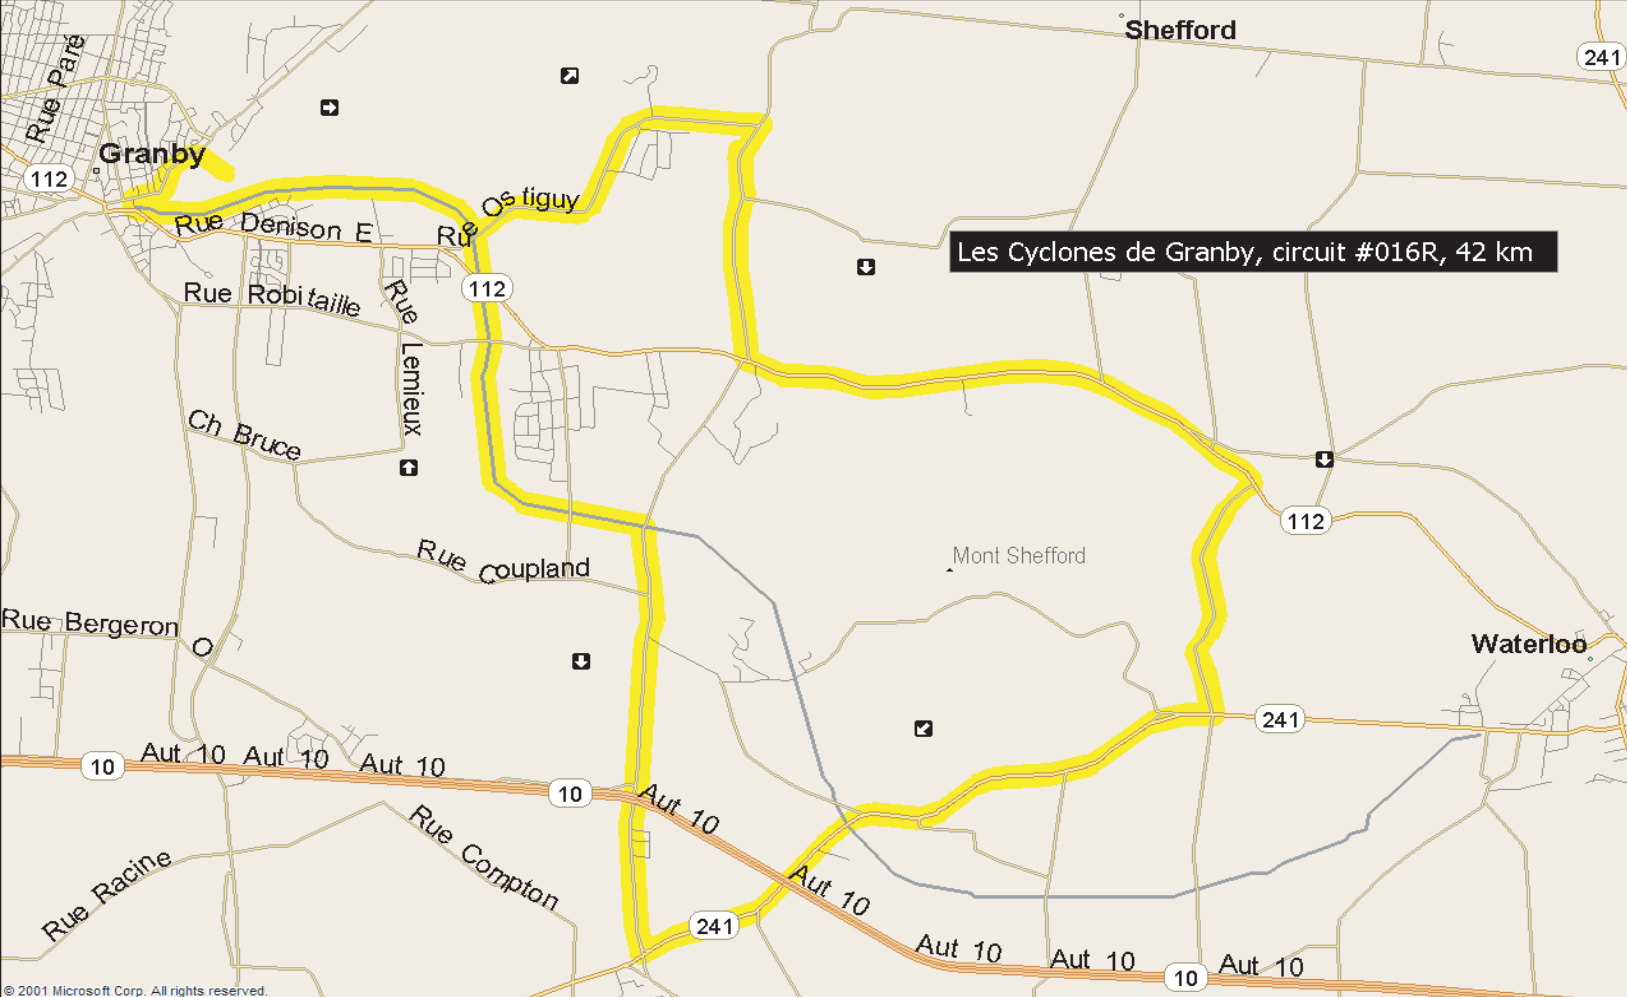 Shefford
241
Rue Paré
Granby
112
Rue Ostiguy
Rue Denison E
Les Cyclones de Granby, circuit #016R, 42 km
112
Rue Robitaille
Rue Lemieux
Ch Bruce
112
Mont Shefford
Rue Coupland
Rue Bergeron O
Waterloo
241
10
Aut 10
Aut 10
Aut 10
10
Aut 10
Rue Compton
Rue Racine
Aut 10
241
Aut 10
Aut 10
10
Aut 10
© 2001 Microsoft Corp. All rights reserved.